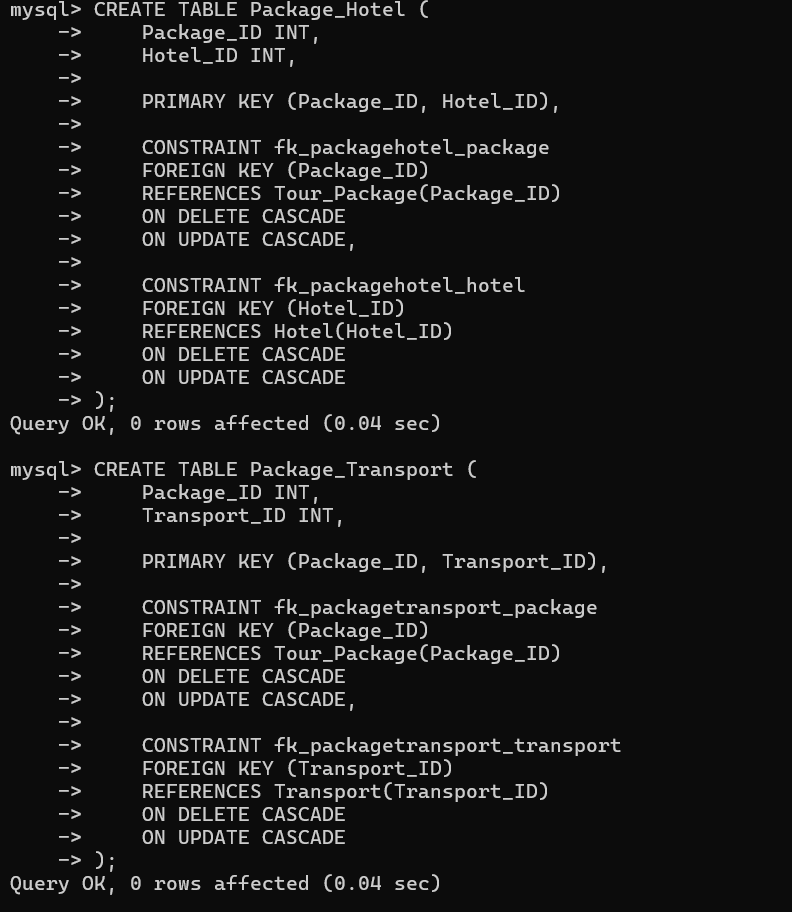 mysql> CREATE TABLE Package_Hotel (
    ->     Package_ID INT,
    ->     Hotel_ID INT,
    ->
    ->     PRIMARY KEY (Package_ID, Hotel_ID),
    ->
    ->     CONSTRAINT fk_packagehotel_package
    ->     FOREIGN KEY (Package_ID)
    ->     REFERENCES Tour_Package(Package_ID)
    ->     ON DELETE CASCADE
    ->     ON UPDATE CASCADE,
    ->
    ->     CONSTRAINT fk_packagehotel_hotel
    ->     FOREIGN KEY (Hotel_ID)
    ->     REFERENCES Hotel(Hotel_ID)
    ->     ON DELETE CASCADE
    ->     ON UPDATE CASCADE
    -> );
Query OK, 0 rows affected (0.04 sec)

mysql> CREATE TABLE Package_Transport (
    ->     Package_ID INT,
    ->     Transport_ID INT,
    ->
    ->     PRIMARY KEY (Package_ID, Transport_ID),
    ->
    ->     CONSTRAINT fk_packagetransport_package
    ->     FOREIGN KEY (Package_ID)
    ->     REFERENCES Tour_Package(Package_ID)
    ->     ON DELETE CASCADE
    ->     ON UPDATE CASCADE,
    ->
    ->     CONSTRAINT fk_packagetransport_transport
    ->     FOREIGN KEY (Transport_ID)
    ->     REFERENCES Transport(Transport_ID)
    ->     ON DELETE CASCADE
    ->     ON UPDATE CASCADE
    -> );
Query OK, 0 rows affected (0.04 sec)